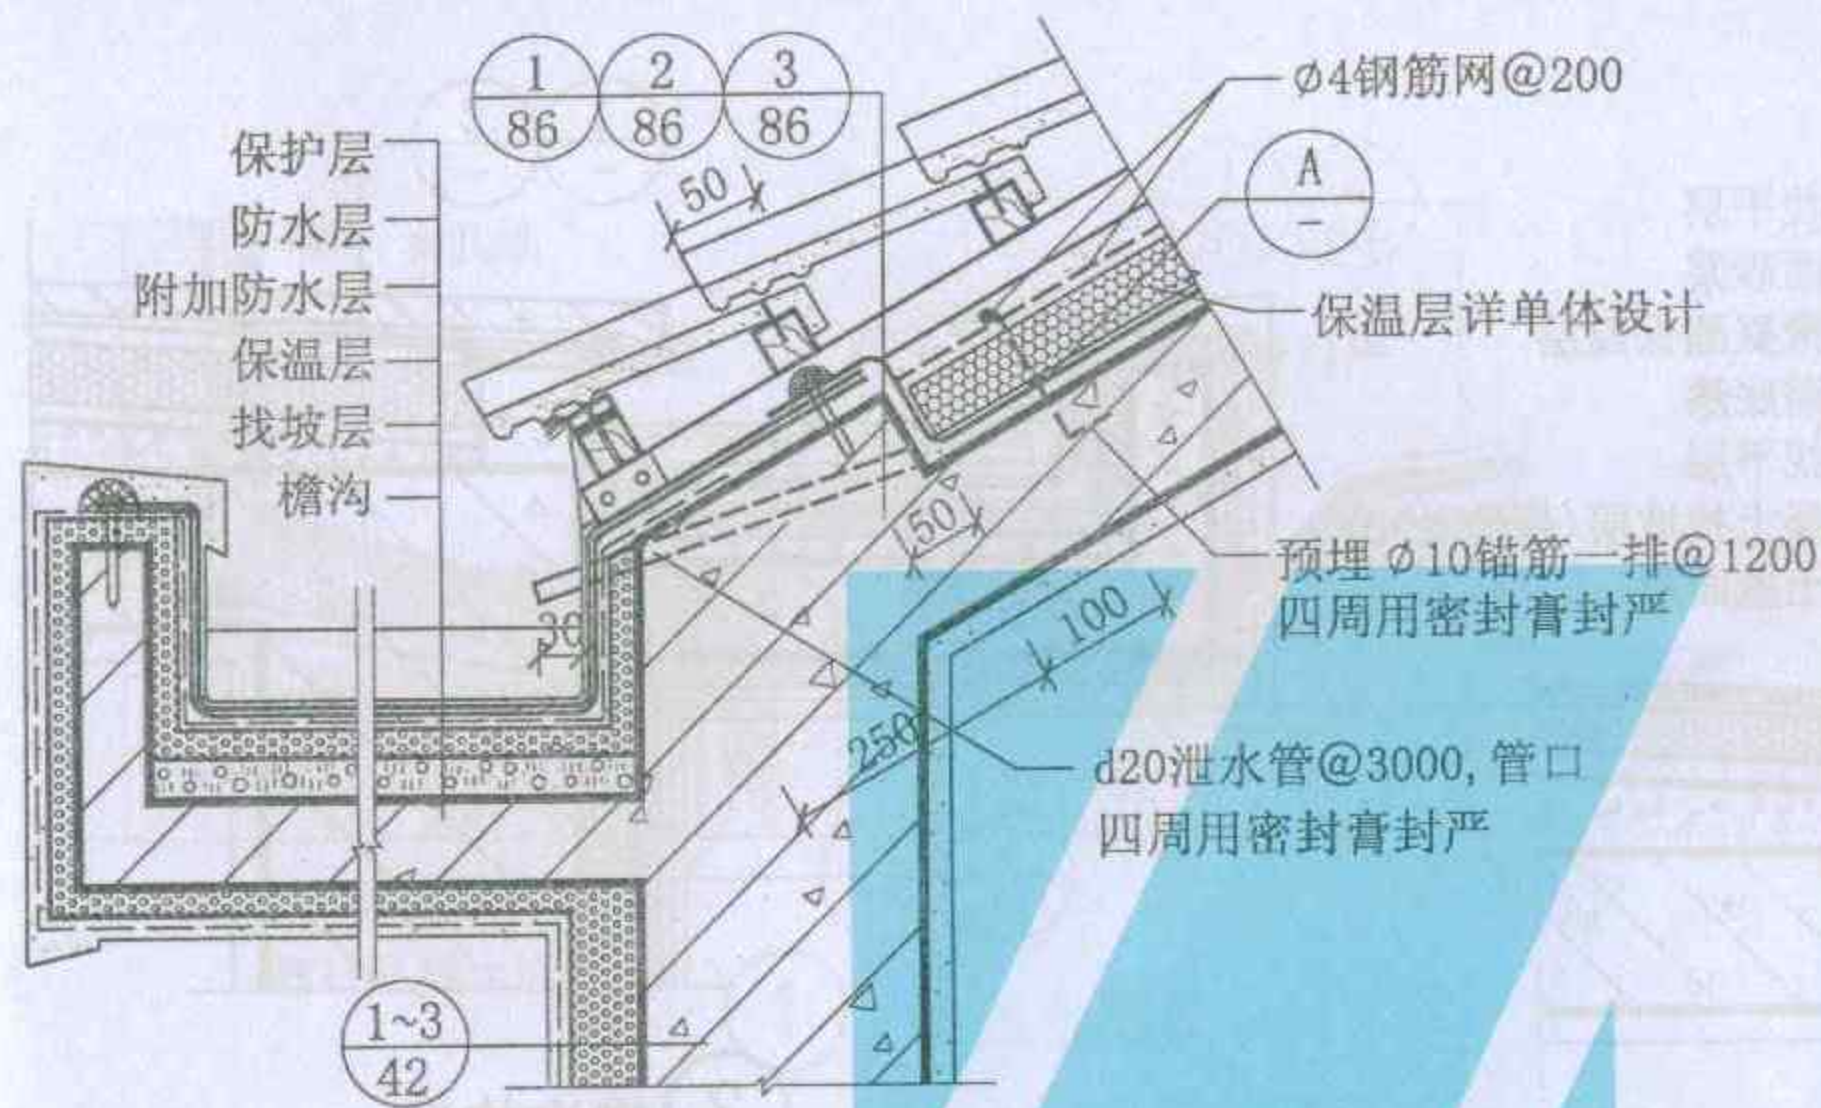 1 2 3
86 86 86
ø4钢筋网@200
保护层
防水层
附加防水层
保温层
找坡层
檐沟
50
A
-
保温层详单体设计
50
预埋 ø10锚筋一排@1200
四周用密封膏封严
30
100
250
d20泄水管@3000,管口
四周用密封膏封严
1~3
42